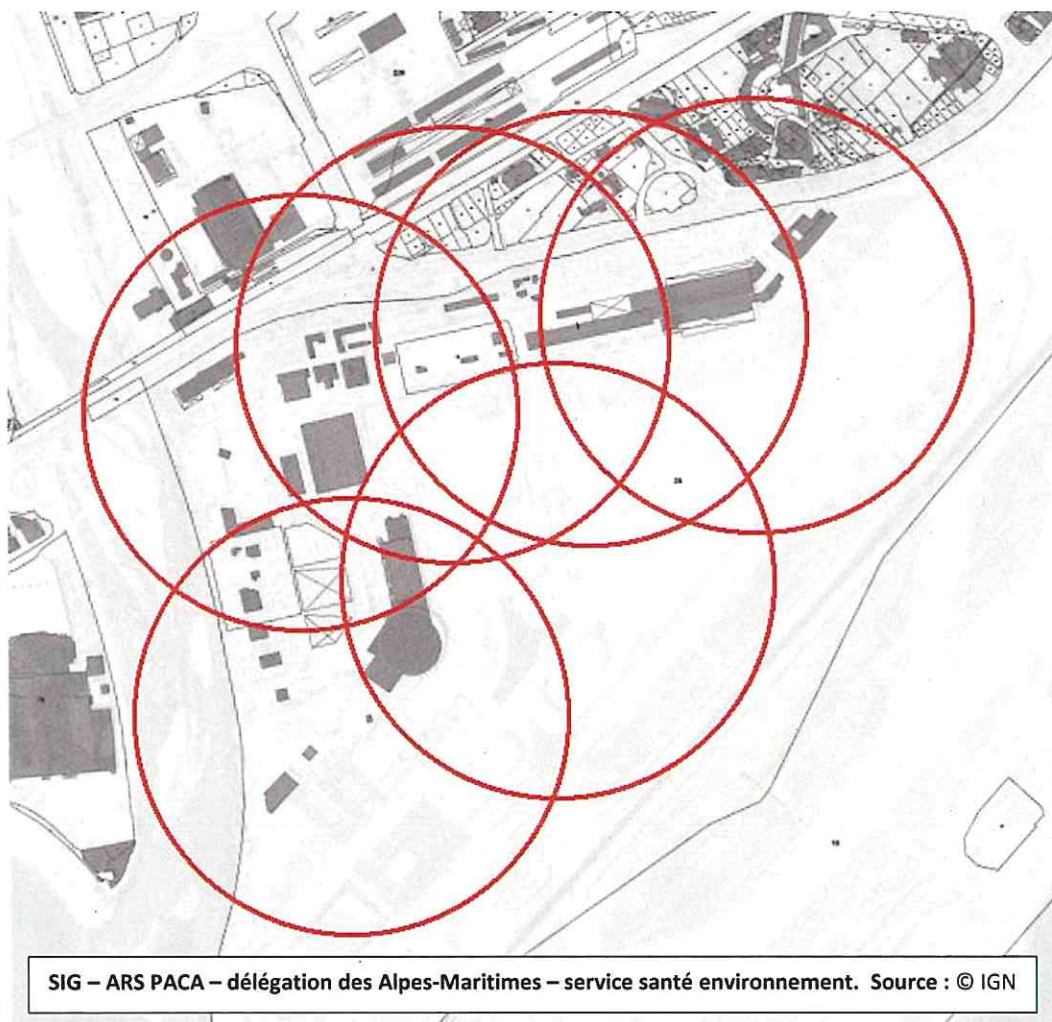 SIG – ARS PACA – délégation des Alpes-Maritimes – service santé environnement. Source : © IGN